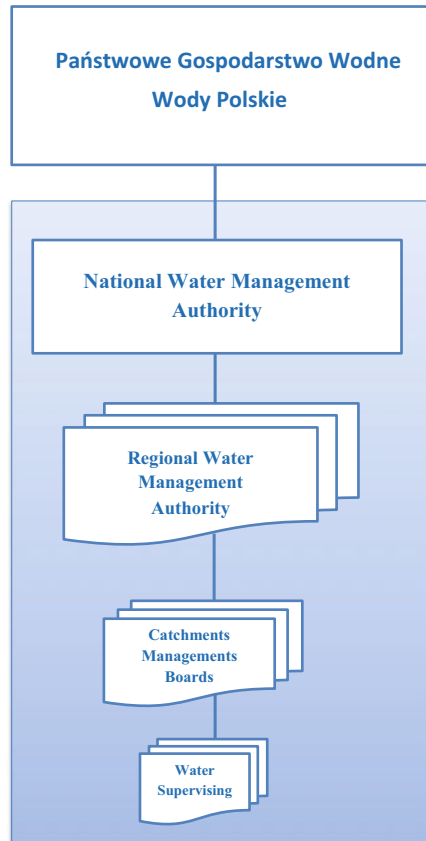 Państwowe Gospodarstwo Wodne
Wody Polskie
National Water Management
Authority
Regional Water
Management
Authority
Catchments
Managements
Boards
Water
Supervising